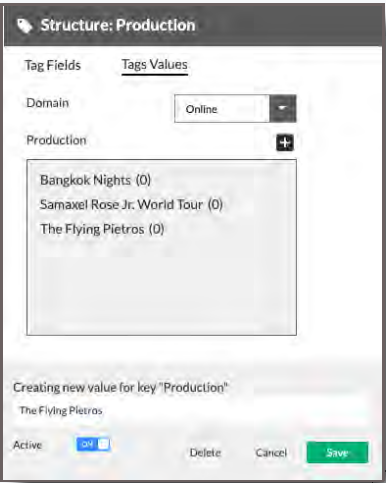 Structure: Production
Tag Fields Tags Values
Domain Online
Production
Bangkok Nights (0)
Samaxel Rose Jr. World Tour (0)
The Flying Pietros (0)
Creating new value for key "Production"
The Flying Pietros
Active ON Delete Cancel Save